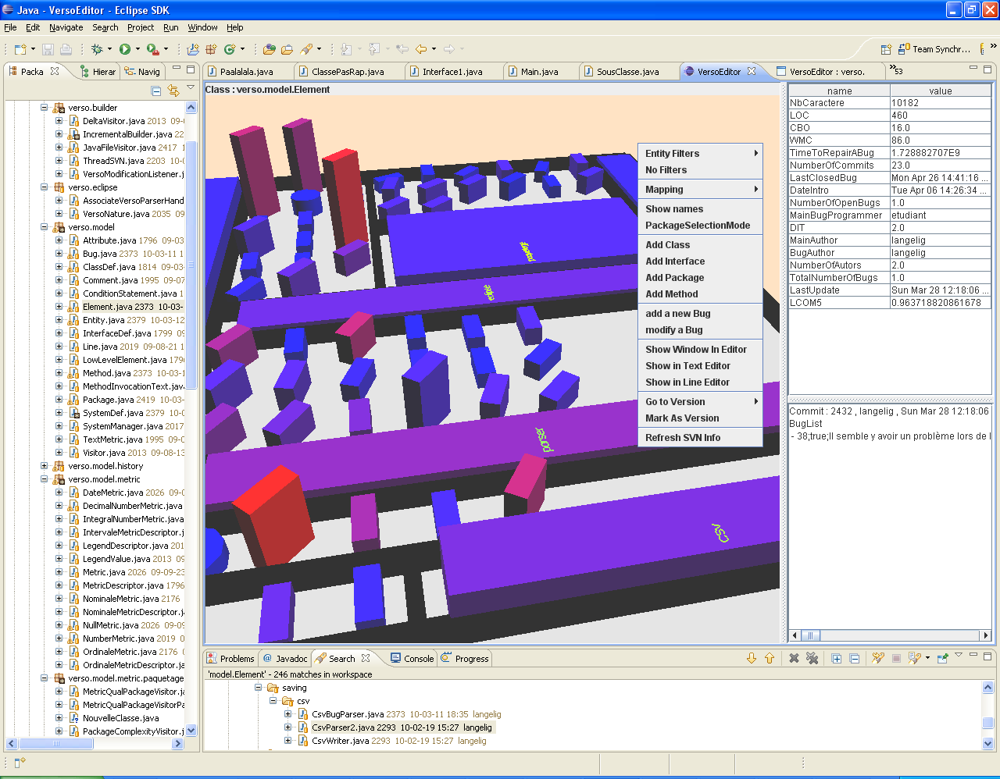 Java - VersoEditor - Eclipse SDK
File Edit Navigate Search Project Run Window Help
Team Synchr...
Packa
Hierar
Navig
verso.builder
DeltaVisitor.java 2013 09-
IncrementalBuilder.java 22
JavaFileVisitor.java 2417 1
ThreadSVN.java 2203 10-0
VersoModificationListener.j
verso.eclipse
AssociateVersoParserHand
VersoNature.java 2035 09-
verso.model
Attribute.java 1796 09-03-
Bug.java 2373 10-03-11 1
ClassDef.java 1814 09-03-
Comment.java 1995 09-07
ConditionStatement.java 1
Element.java 2373 10-03-
Entity.java 2379 10-03-12
InterfaceDef.java 1799 09
Line.java 2019 09-08-21 1
LowLevelElement.java 179
Method.java 2373 10-03-1
MethodInvocationText.java
Package.java 2419 10-03-
SystemDef.java 2379 10-
SystemManager.java 2017
TextMetric.java 1995 09-0
Visitor.java 2013 09-08-13
verso.model.history
verso.model.metric
DateMetric.java 2026 09-0
DecimalNumberMetric.java
IntegralNumberMetric.java
IntervaleMetricDescriptor.
LegendDescriptor.java 201
LegendValue.java 2013 09
Metric.java 2026 09-09-23
MetricDescriptor.java 1796
NominaleMetric.java 2176
NominaleMetricDescriptor.j
NullMetric.java 2026 09-09
NumberMetric.java 2019 0
OrdinaleMetric.java 2176 0
OrdinaleMetricDescriptor.j
verso.model.metric.paquetage
MetricQualPackageVisitor.j
MetricQualPackageVisitorPa
NouvelleClasse.java
PackageComplexityVisitor.j
Paalalala.java
ClassePasRap.java
Interface1.java
Main.java
SousClasse.java
VersoEditor
VersoEditor : verso.
53
Class : verso.model.Element
parser
CSV
Entity Filters
No Filters
Mapping
Show names
PackageSelectionMode
Add Class
Add Interface
Add Package
Add Method
add a new Bug
modify a Bug
Show Window In Editor
Show in Text Editor
Show in Line Editor
Go to Version
Mark As Version
Refresh SVN Info
name value
NbCaractere 10182
LOC 460
CBO 16.0
WMC 86.0
TimeToRepairABug 1.728882707E9
NumberOfCommits 23.0
LastClosedBug Mon Apr 26 14:41:16 ...
DateIntro Tue Apr 06 14:26:34 ...
NumberOfOpenBugs 1.0
MainBugProgrammer etudiant
DIT 2.0
MainAuthor langelig
BugAuthor langelig
NumberOfAutors 2.0
TotalNumberOfBugs 1.0
LastUpdate Sun Mar 28 12:18:06 ...
LCOM5 0.963718820861678
Commit : 2432 , langelig , Sun Mar 28 12:18:06
BugList
- 38;true;Il semble y avoir un problème lors de l
Problems
Javadoc
Search
Console
Progress
'model.Element' - 246 matches in workspace
saving
csv
CsvBugParser.java 2373 10-03-11 18:35 langelig
CsvParser2.java 2293 10-02-19 15:27 langelig
CsvWriter.java 2293 10-02-19 15:27 langelig